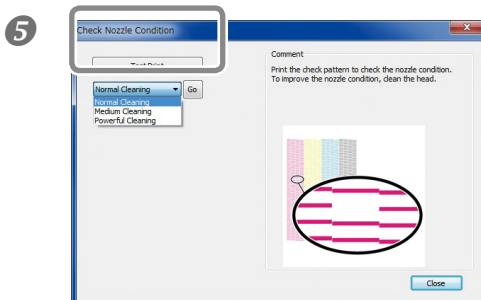 5
Check Nozzle Condition
Test Print
Normal Cleaning
Go
Normal Cleaning
Medium Cleaning
Powerful Cleaning
Comment
Print the check pattern to check the nozzle condition.
To improve the nozzle condition, clean the head.
Close